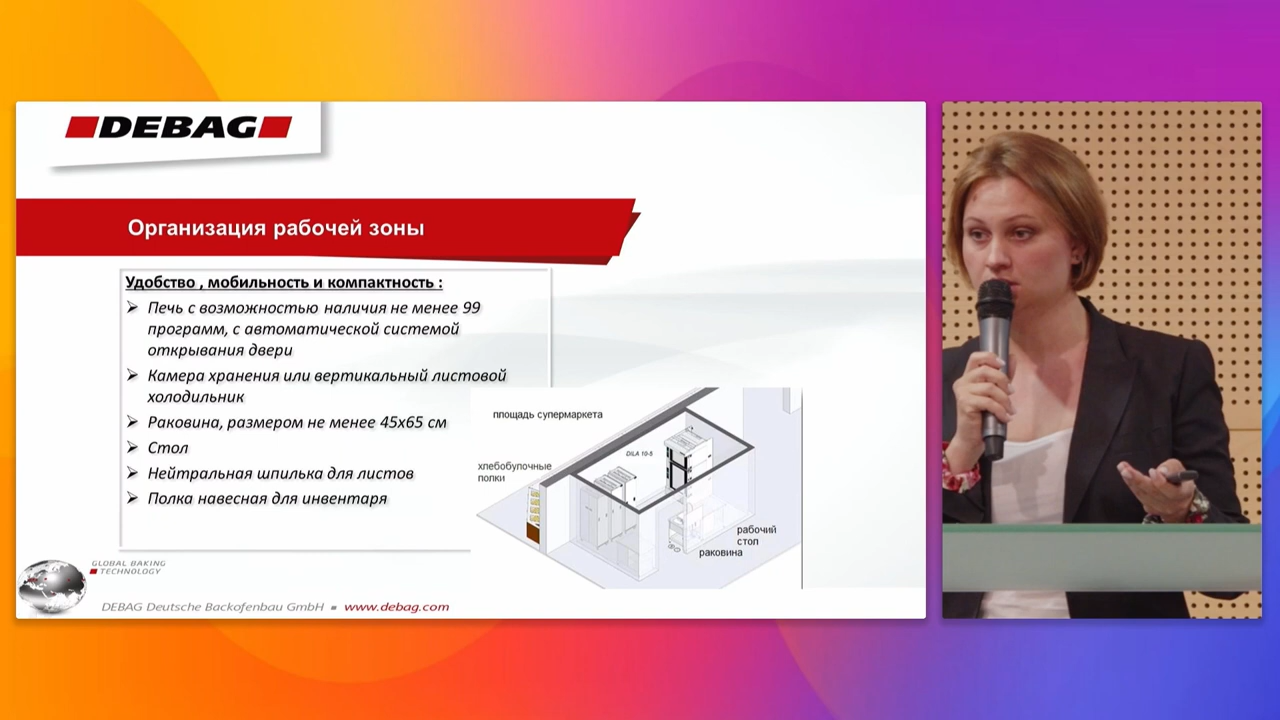 DEBAG
Организация рабочей зоны
Удобство , мобильность и компактность :
Печь с возможностью наличия не менее 99
программ, с автоматической системой
открывания двери
Камера хранения или вертикальный листовой
холодильник
Раковина, размером не менее 45х65 см
Стол
Нейтральная шпилька для листов
Полка навесная для инвентаря
площадь супермаркета
хлебобупочные
полки
DILA 10-5
рабочий
стол
раковина
GLOBAL BAKING
TECHNOLOGY
DEBAG Deutsche Backofenbau GmbH www.debag.com